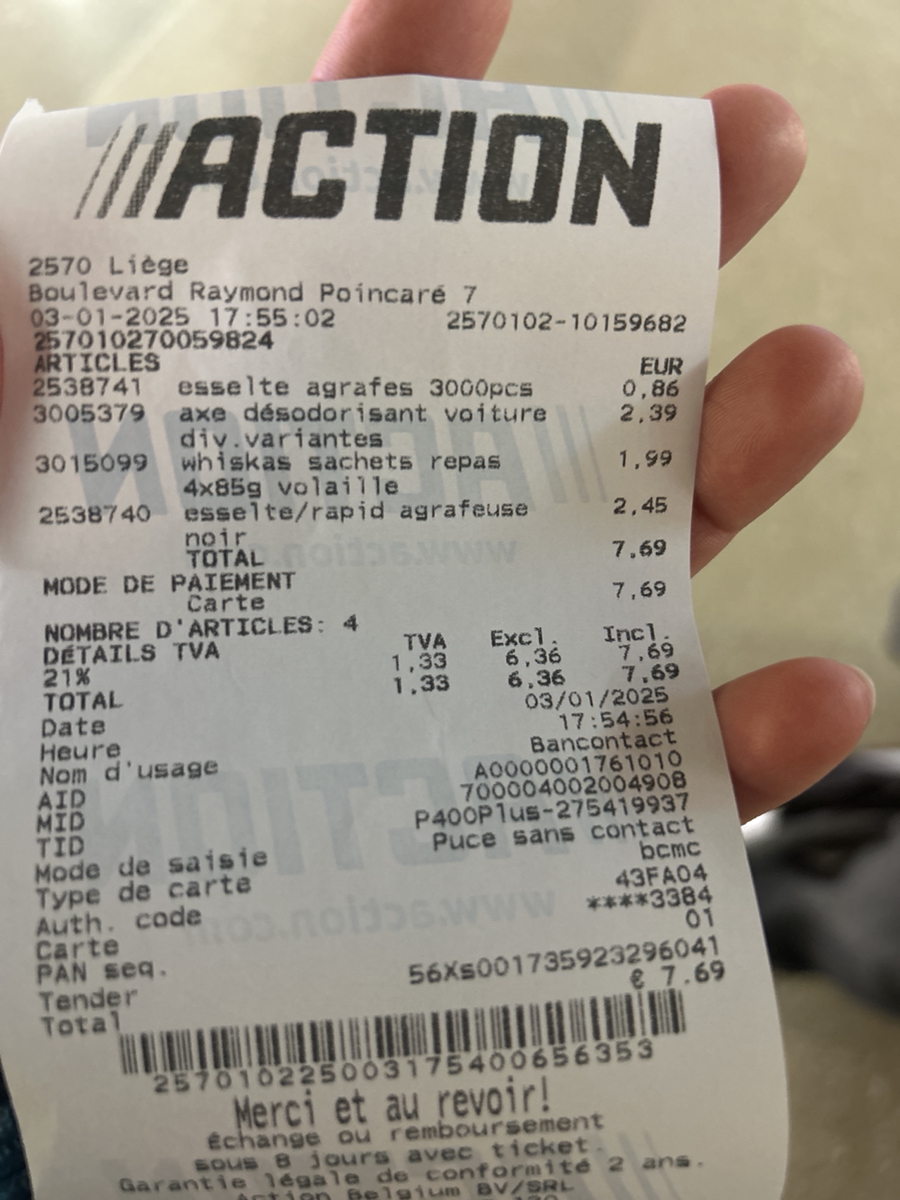 ACTION
2570 Liège
Boulevard Raymond Poincaré 7
03-01-2025 17:55:02 2570102-10159682
257010270059824
ARTICLES EUR
2538741 esselte agrafes 3000pcs 0,86
3005379 axe désodorisant voiture 2,39
div.variantes
3015099 whiskas sachets repas 1,99
4x85g volaille
2538740 esselte/rapid agrafeuse 2,45
noir
TOTAL 7,69
MODE DE PAIEMENT
Carte 7,69
NOMBRE D'ARTICLES: 4
DÉTAILS TVA TVA Excl. Incl.
21% 1,33 6,36 7,69
TOTAL 1,33 6,36 7,69
Date 03/01/2025
Heure 17:54:56
Nom d'usage Bancontact
AID A0000001761010
MID 700004002004908
TID P400Plus-275419937
Mode de saisie Puce sans contact
Type de carte bcmc
Auth. code 43FA04
Carte ****3384
PAN seq. 01
Tender 56Xs001735923296041
Total € 7.69
257010225003175400656353
Merci et au revoir!
Échange ou remboursement
sous 8 jours avec ticket.
Garantie légale de conformité 2 ans.
Action Belgium BV/SRL